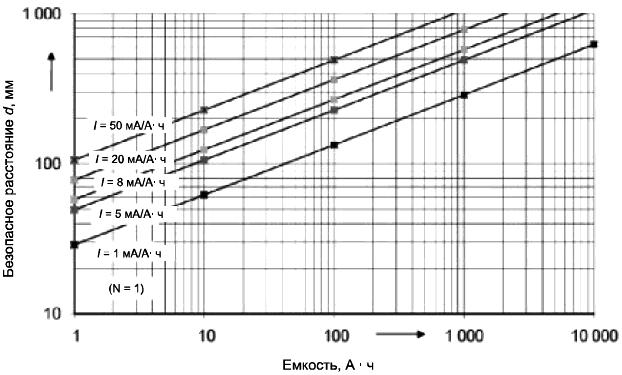 1 000
100
10
Безопасное расстояние d, мм
I = 50 мА/А· ч
I = 20 мА/А· ч
I = 8 мА/А· ч
I = 5 мА/А· ч
I = 1 мА/А· ч
(N = 1)
1 10 100 1 000 10 000
Емкость, А · ч